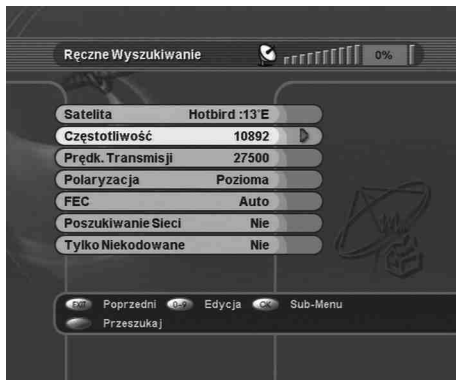 Ręczne Wyszukiwanie 0%
Satelita Hotbird :13°E
Częstotliwość 10892
Prędk. Transmisji 27500
Polaryzacja Pozioma
FEC Auto
Poszukiwanie Sieci Nie
Tylko Niekodowane Nie
EXIT Poprzedni 0-9 Edycja OK Sub-Menu
Przeszukaj